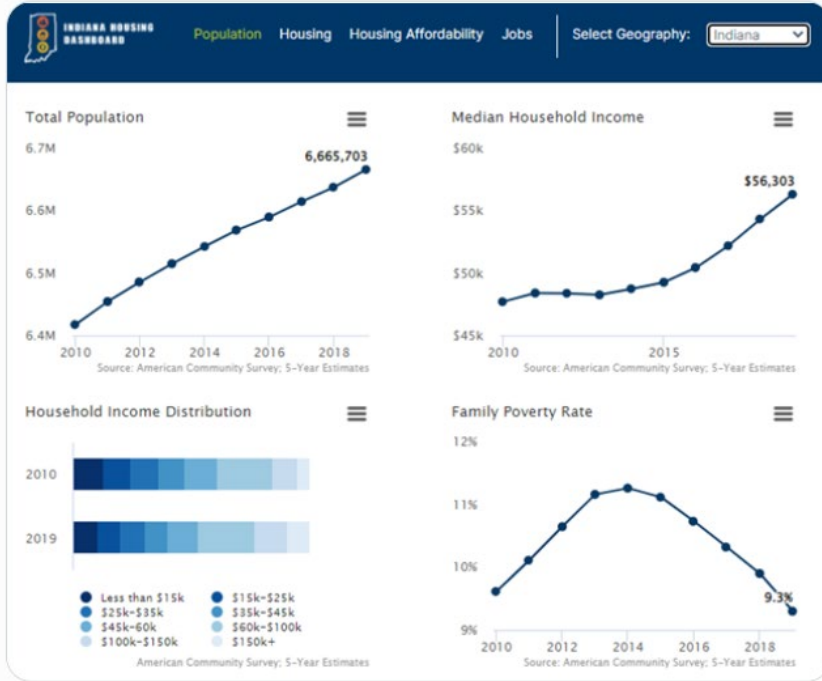 INDIANA HOUSING
DASHBOARD
Population Housing Housing Affordability Jobs Select Geography: Indiana
Total Population
6.7M
6.6M
6.5M
6.4M
6,665,703
2010 2012 2014 2016 2018
Source: American Community Survey; 5-Year Estimates
Median Household Income
$60k
$55k
$50k
$45k
$56,303
2010 2015
Source: American Community Survey; 5-Year Estimates
Household Income Distribution
2010
2019
Less than $15k $15k-$25k
$25k-$35k $35k-$45k
$45k-60k $60k-$100k
$100k-$150k $150k+
American Community Survey; 5-Year Estimates
Family Poverty Rate
12%
11%
10%
9%
9.3%
2010 2012 2014 2016 2018
Source: American Community Survey; 5-Year Estimates